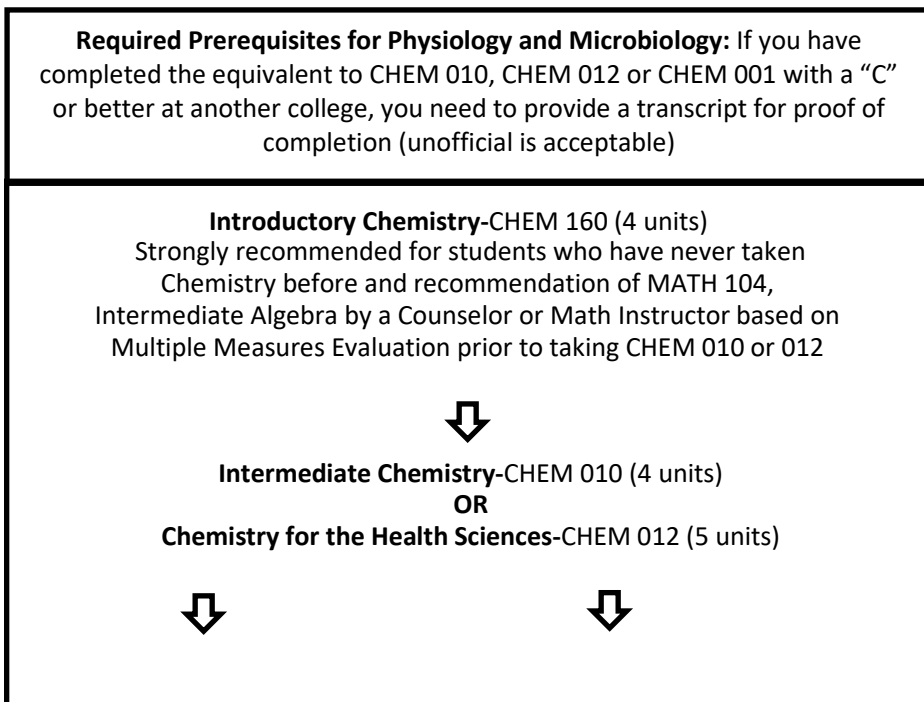 Required Prerequisites for Physiology and Microbiology: If you have
completed the equivalent to CHEM 010, CHEM 012 or CHEM 001 with a “C”
or better at another college, you need to provide a transcript for proof of
completion (unofficial is acceptable)
Introductory Chemistry-CHEM 160 (4 units)
Strongly recommended for students who have never taken
Chemistry before and recommendation of MATH 104,
Intermediate Algebra by a Counselor or Math Instructor based on
Multiple Measures Evaluation prior to taking CHEM 010 or 012
Intermediate Chemistry-CHEM 010 (4 units)
OR
Chemistry for the Health Sciences-CHEM 012 (5 units)